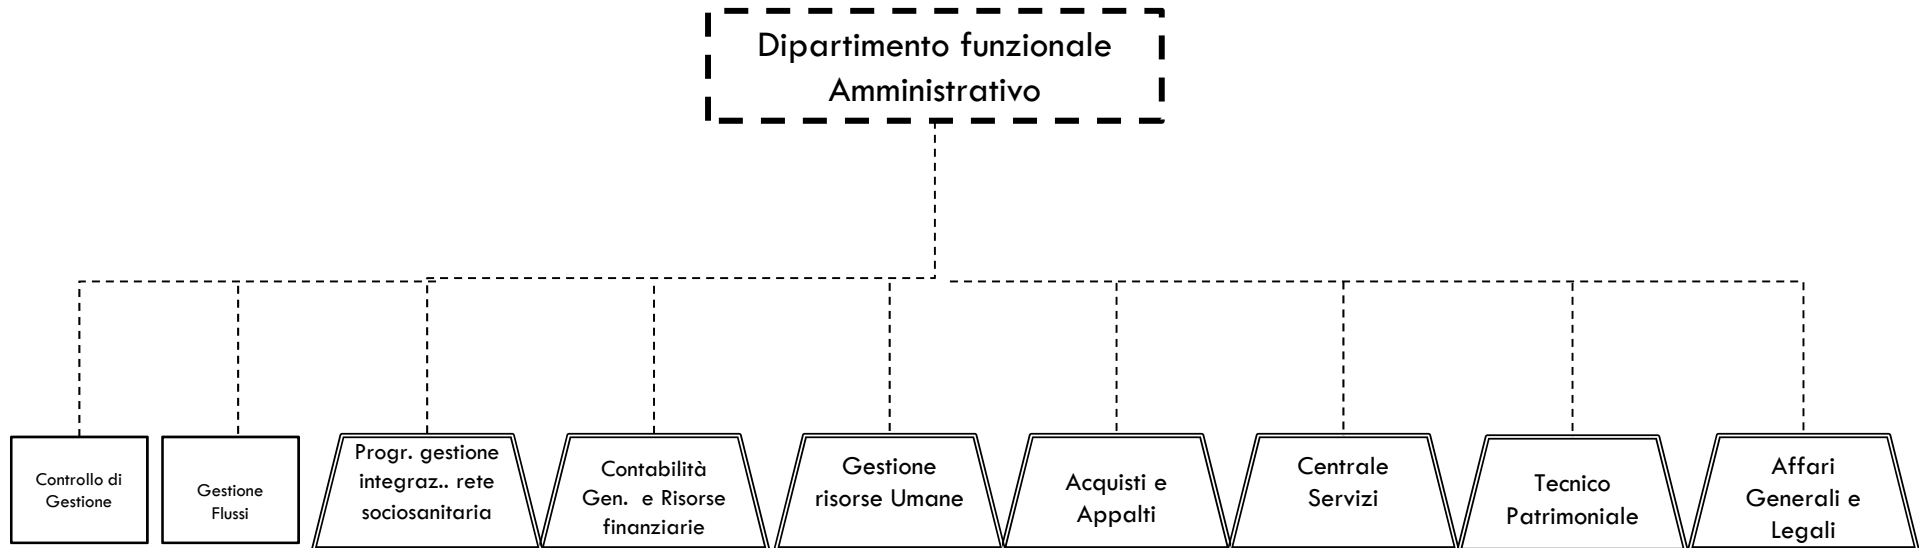 Dipartimento funzionale
Amministrativo
Controllo di
Gestione
Gestione
Flussi
Progr. gestione
integraz.. rete
sociosanitaria
Contabilità
Gen. e Risorse
finanziarie
Gestione
risorse Umane
Acquisti e
Appalti
Centrale
Servizi
Tecnico
Patrimoniale
Affari
Generali e
Legali